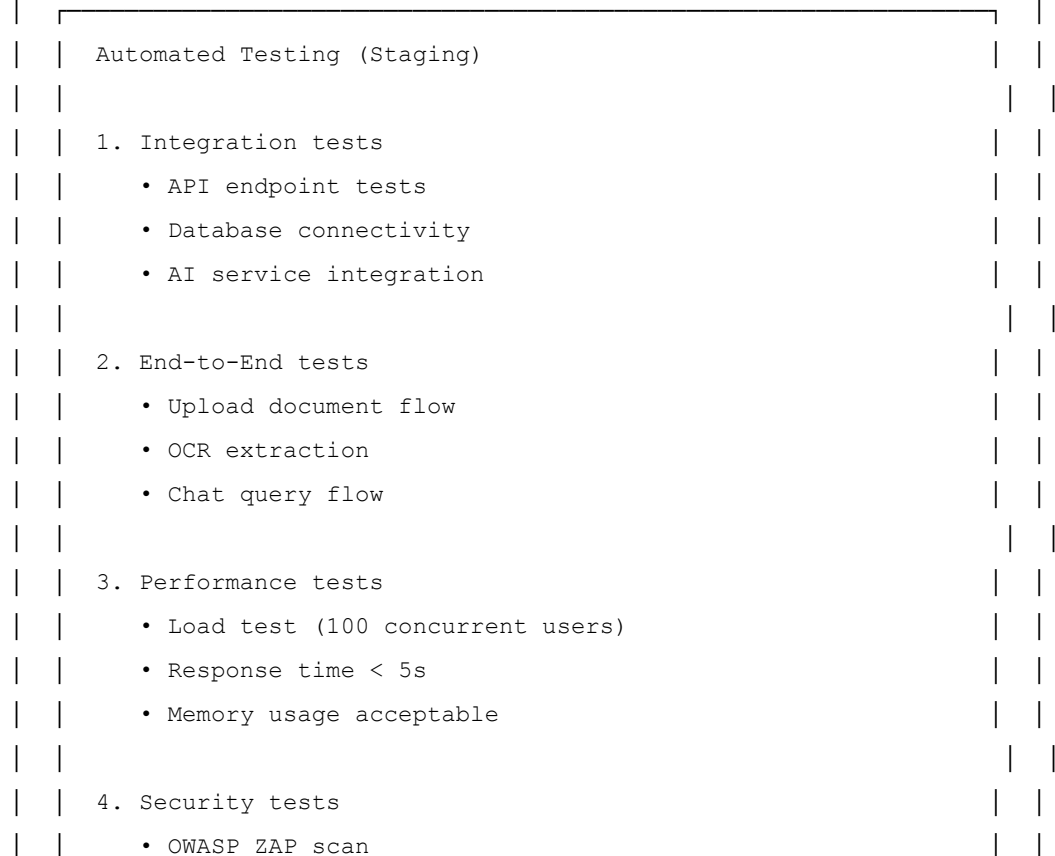 Automated Testing (Staging)
1. Integration tests
• API endpoint tests
• Database connectivity
• AI service integration
2. End-to-End tests
• Upload document flow
• OCR extraction
• Chat query flow
3. Performance tests
• Load test (100 concurrent users)
• Response time < 5s
• Memory usage acceptable
4. Security tests
• OWASP ZAP scan